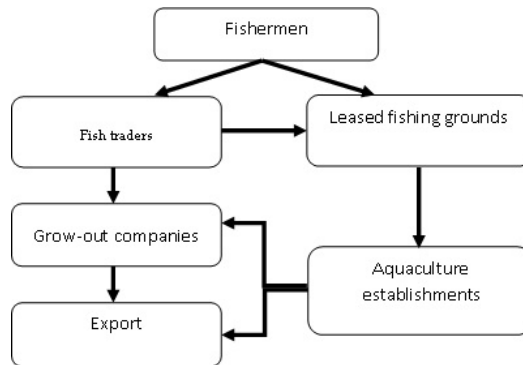 Fishermen
Fish traders
Leased fishing grounds
Grow-out companies
Aquaculture
establishments
Export